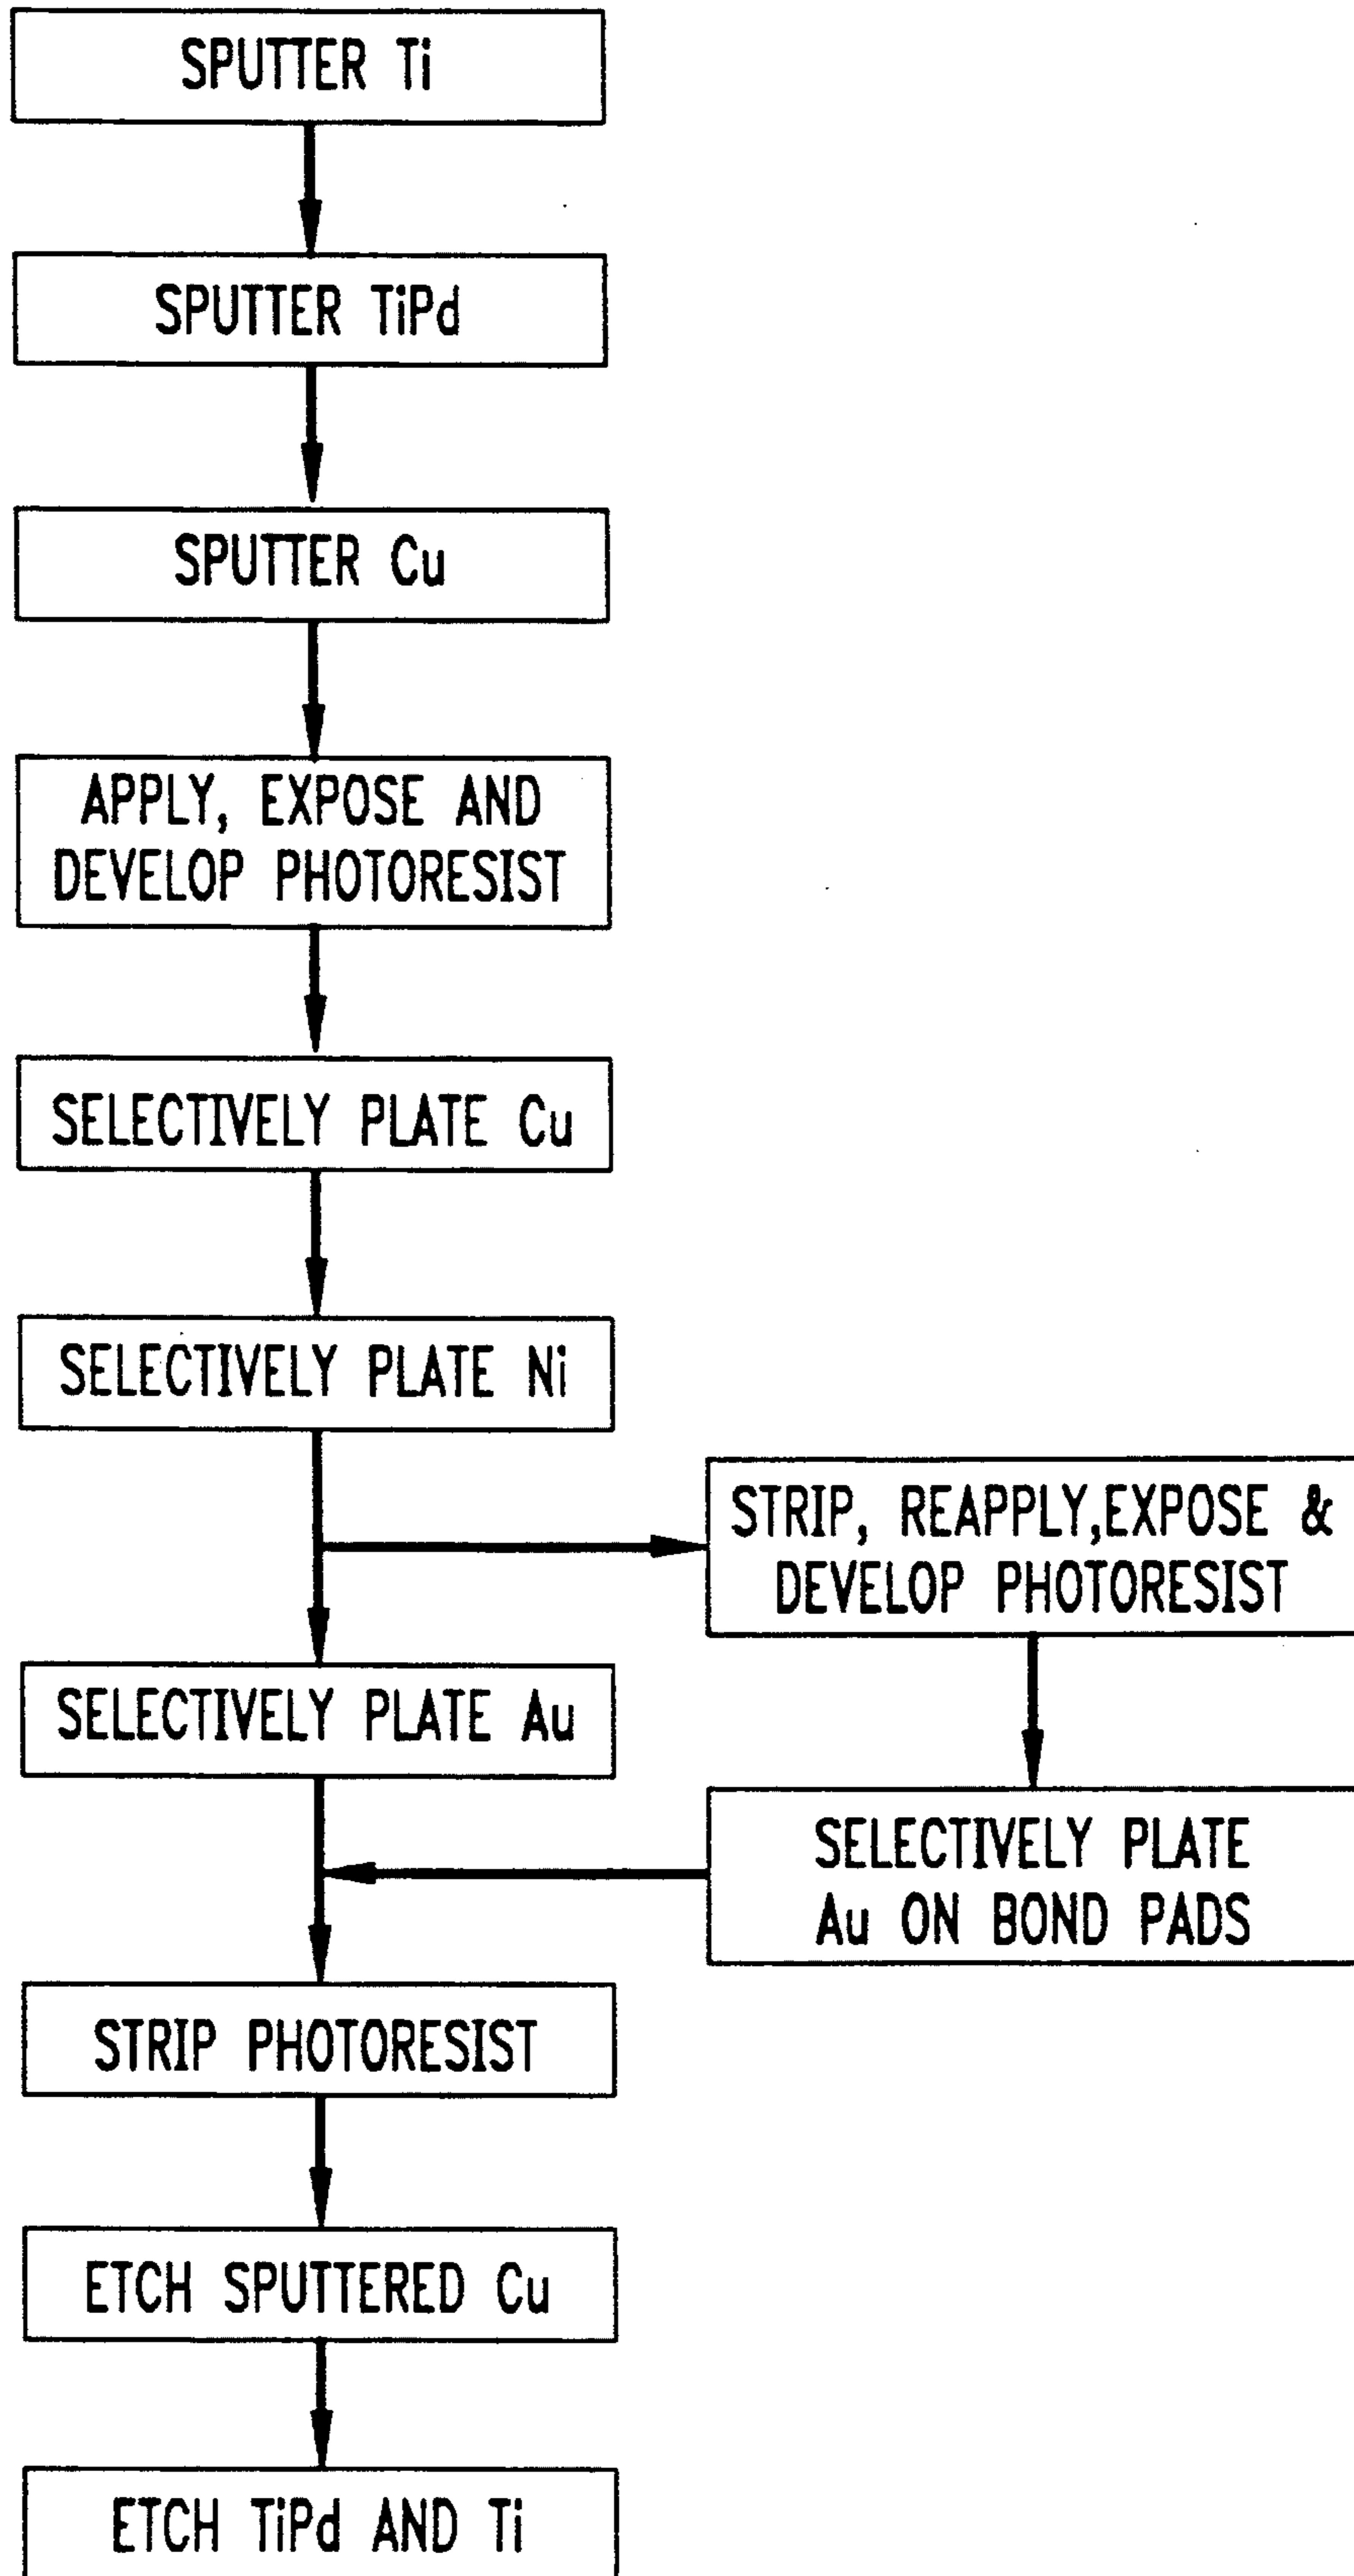 SPUTTER Ti
SPUTTER TiPd
SPUTTER Cu
APPLY, EXPOSE AND
DEVELOP PHOTORESIST
SELECTIVELY PLATE Cu
SELECTIVELY PLATE Ni
STRIP, REAPPLY,EXPOSE &
DEVELOP PHOTORESIST
SELECTIVELY PLATE Au
SELECTIVELY PLATE
Au ON BOND PADS
STRIP PHOTORESIST
ETCH SPUTTERED Cu
ETCH TiPd AND Ti